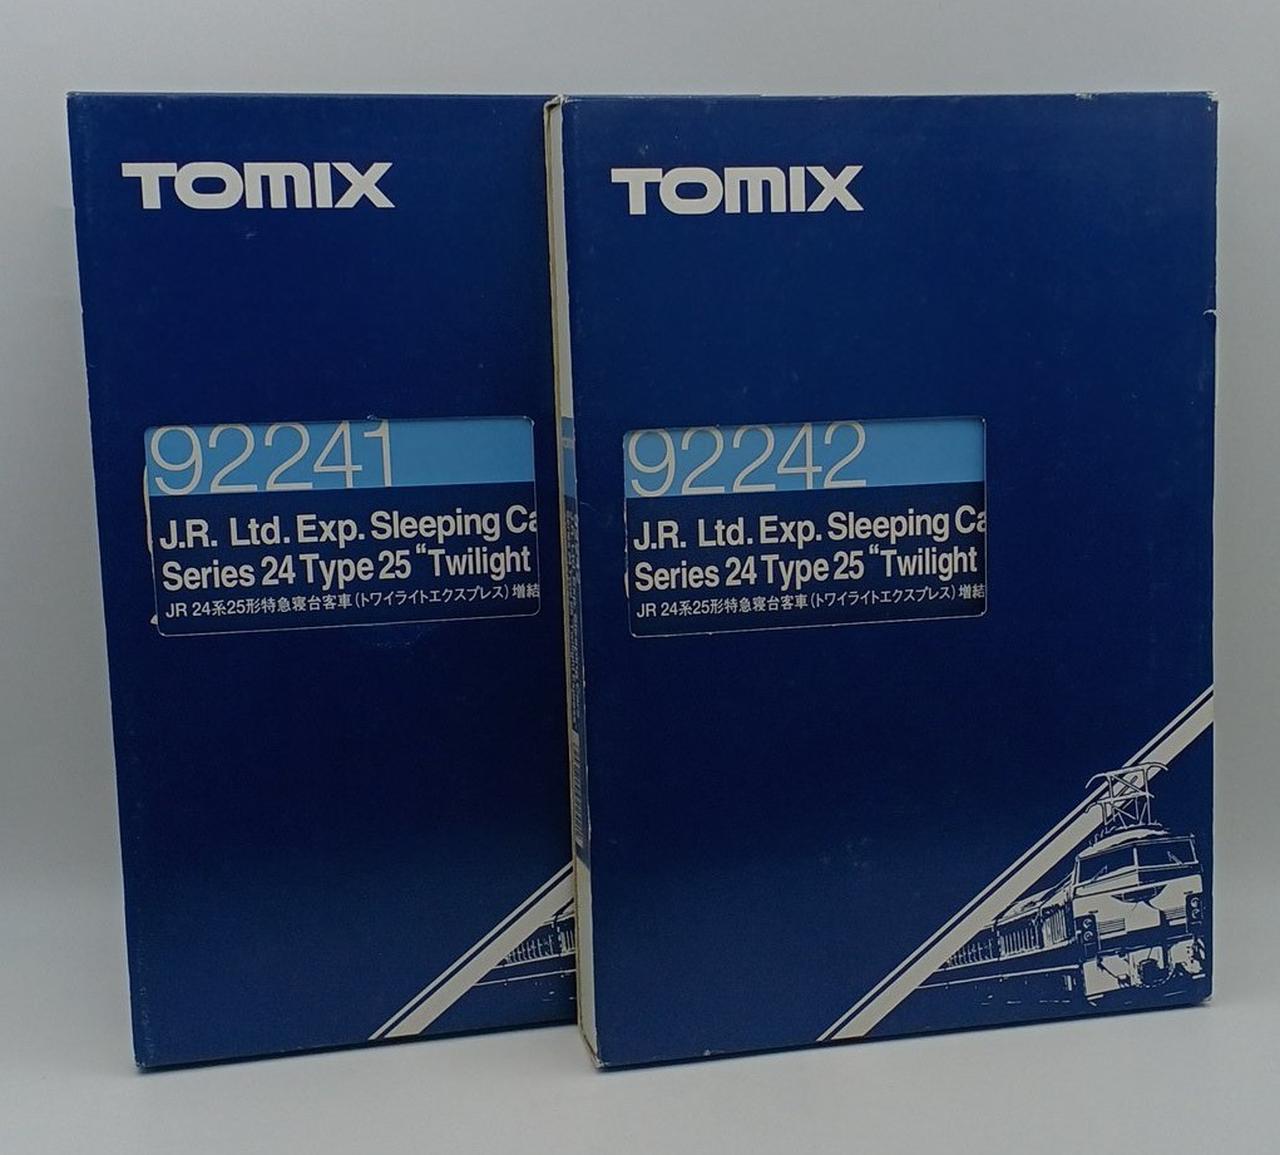 TOMIX
92241
J.R. Ltd. Exp. Sleeping Ca
Series 24 Type 25 “Twilight
JR 24系25形特急寝台客車(トワイライトエクスプレス)増結
TOMIX
92242
J.R. Ltd. Exp. Sleeping Ca
Series 24 Type 25 “Twilight
JR 24系25形特急寝台客車(トワイライトエクスプレス)増結